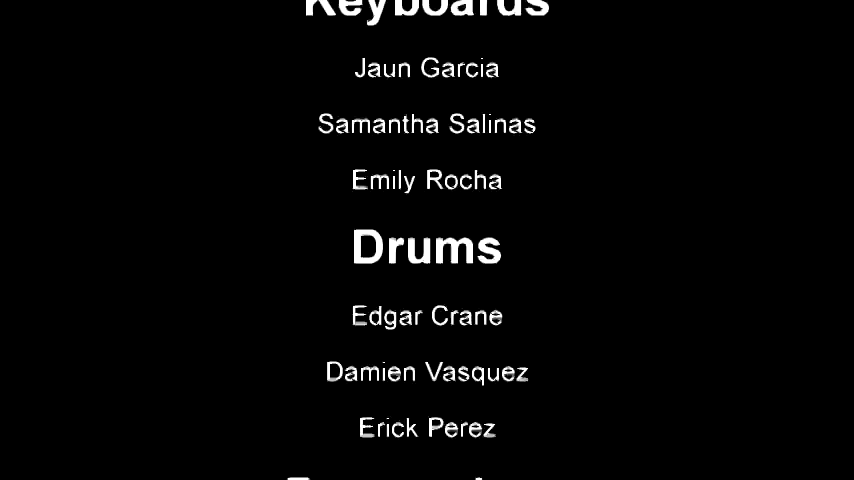 Keyboards
Jaun Garcia
Samantha Salinas
Emily Rocha
Drums
Edgar Crane
Damien Vasquez
Erick Perez